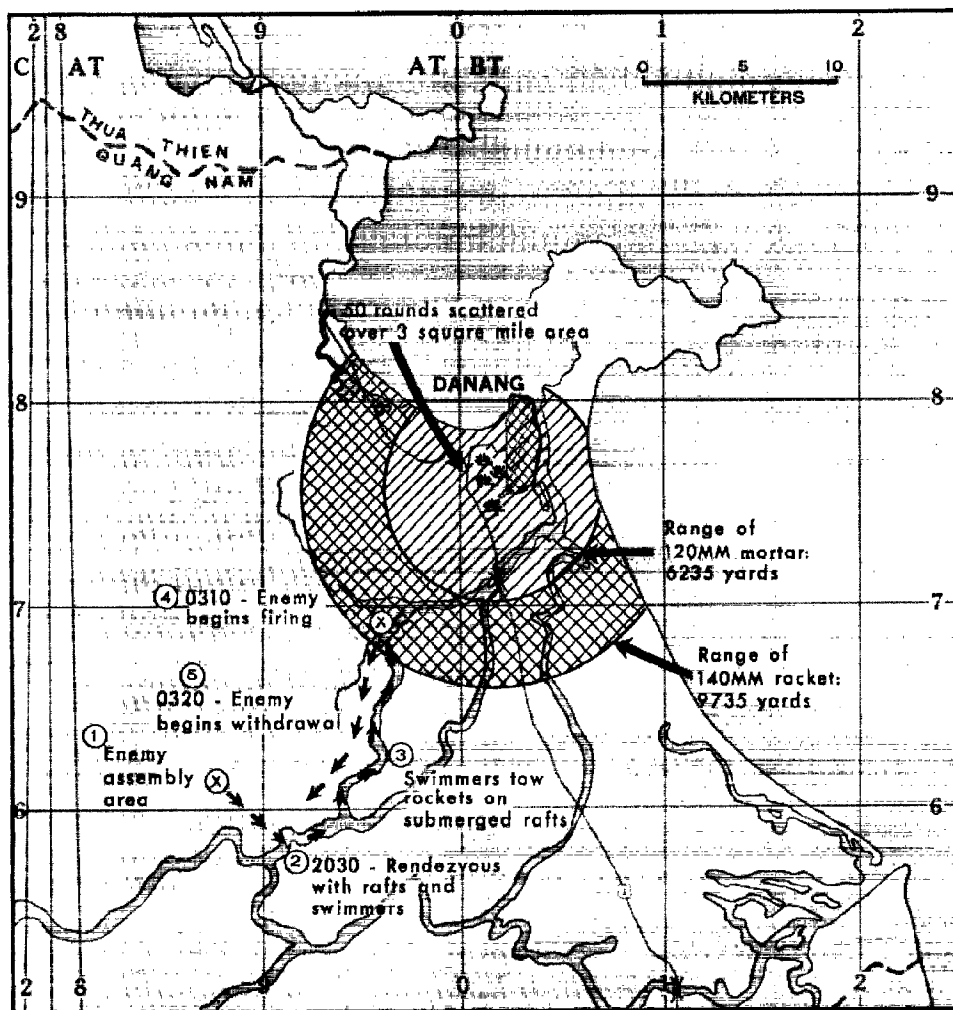 2 8 9 0 1 2
C AT AT BT
0 5 10
KILOMETERS
THUA THIEN
QUANG NAM
9 9
60 rounds scattered
over 3 square mile area
DANANG
8 8
Range of
120MM mortar:
6235 yards
④ 0310 - Enemy
begins firing
X
7 7
Range of
140MM rocket:
9735 yards
⑤
0320 - Enemy
begins withdrawal
①
Enemy
assembly
area
X
③
Swimmers tow
rockets on
submerged rafts
6 6
② 2030 - Rendezvous
with rafts and
swimmers
1
2 8 9 0 1 2